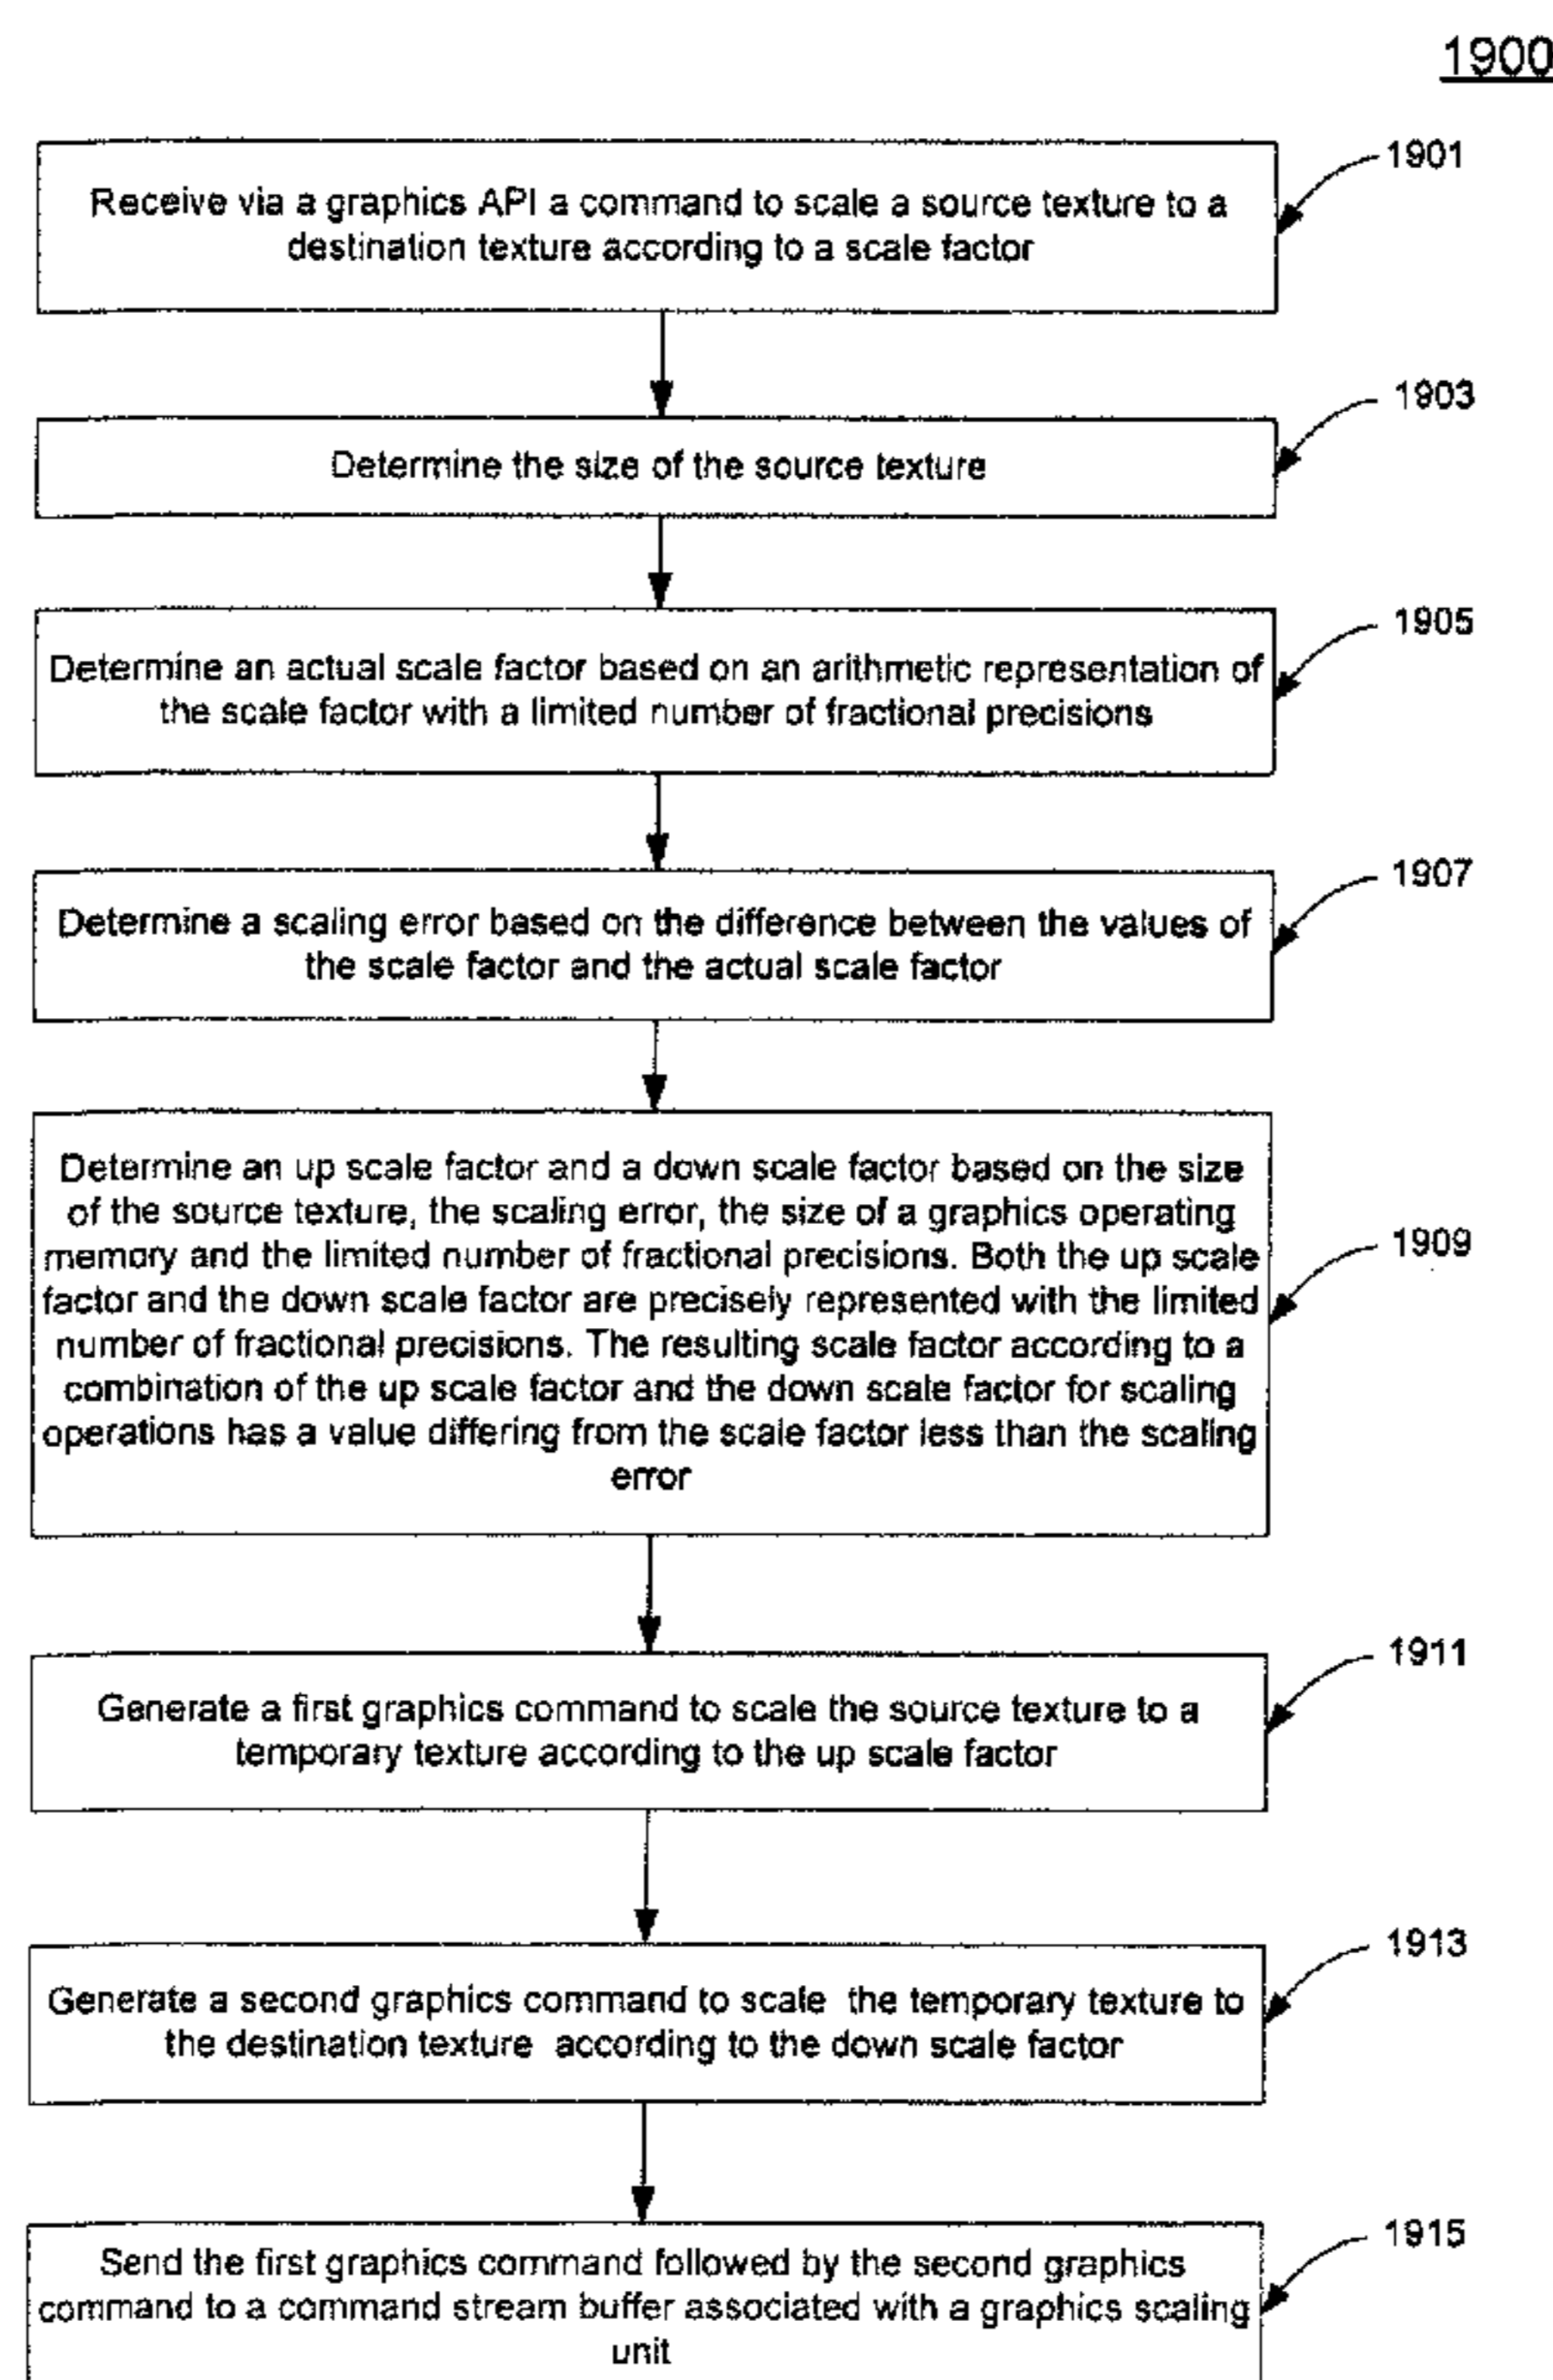 1900
1901
Receive via a graphics API a command to scale a source texture to a
destination texture according to a scale factor
1903
Determine the size of the source texture
1905
Determine an actual scale factor based on an arithmetic representation of
the scale factor with a limited number of fractional precisions
1907
Determine a scaling error based on the difference between the values of
the scale factor and the actual scale factor
1909
Determine an up scale factor and a down scale factor based on the size
of the source texture, the scaling error, the size of a graphics operating
memory and the limited number of fractional precisions. Both the up scale
factor and the down scale factor are precisely represented with the limited
number of fractional precisions. The resulting scale factor according to a
combination of the up scale factor and the down scale factor for scaling
operations has a value differing from the scale factor less than the scaling
error
1911
Generate a first graphics command to scale the source texture to a
temporary texture according to the up scale factor
1913
Generate a second graphics command to scale the temporary texture to
the destination texture according to the down scale factor
1915
Send the first graphics command followed by the second graphics
command to a command stream buffer associated with a graphics scaling
unit